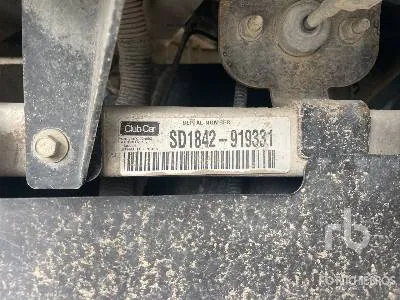 SERIAL NUMBER
Club Car
SD1842-919331
rb
RITCHIE BROS